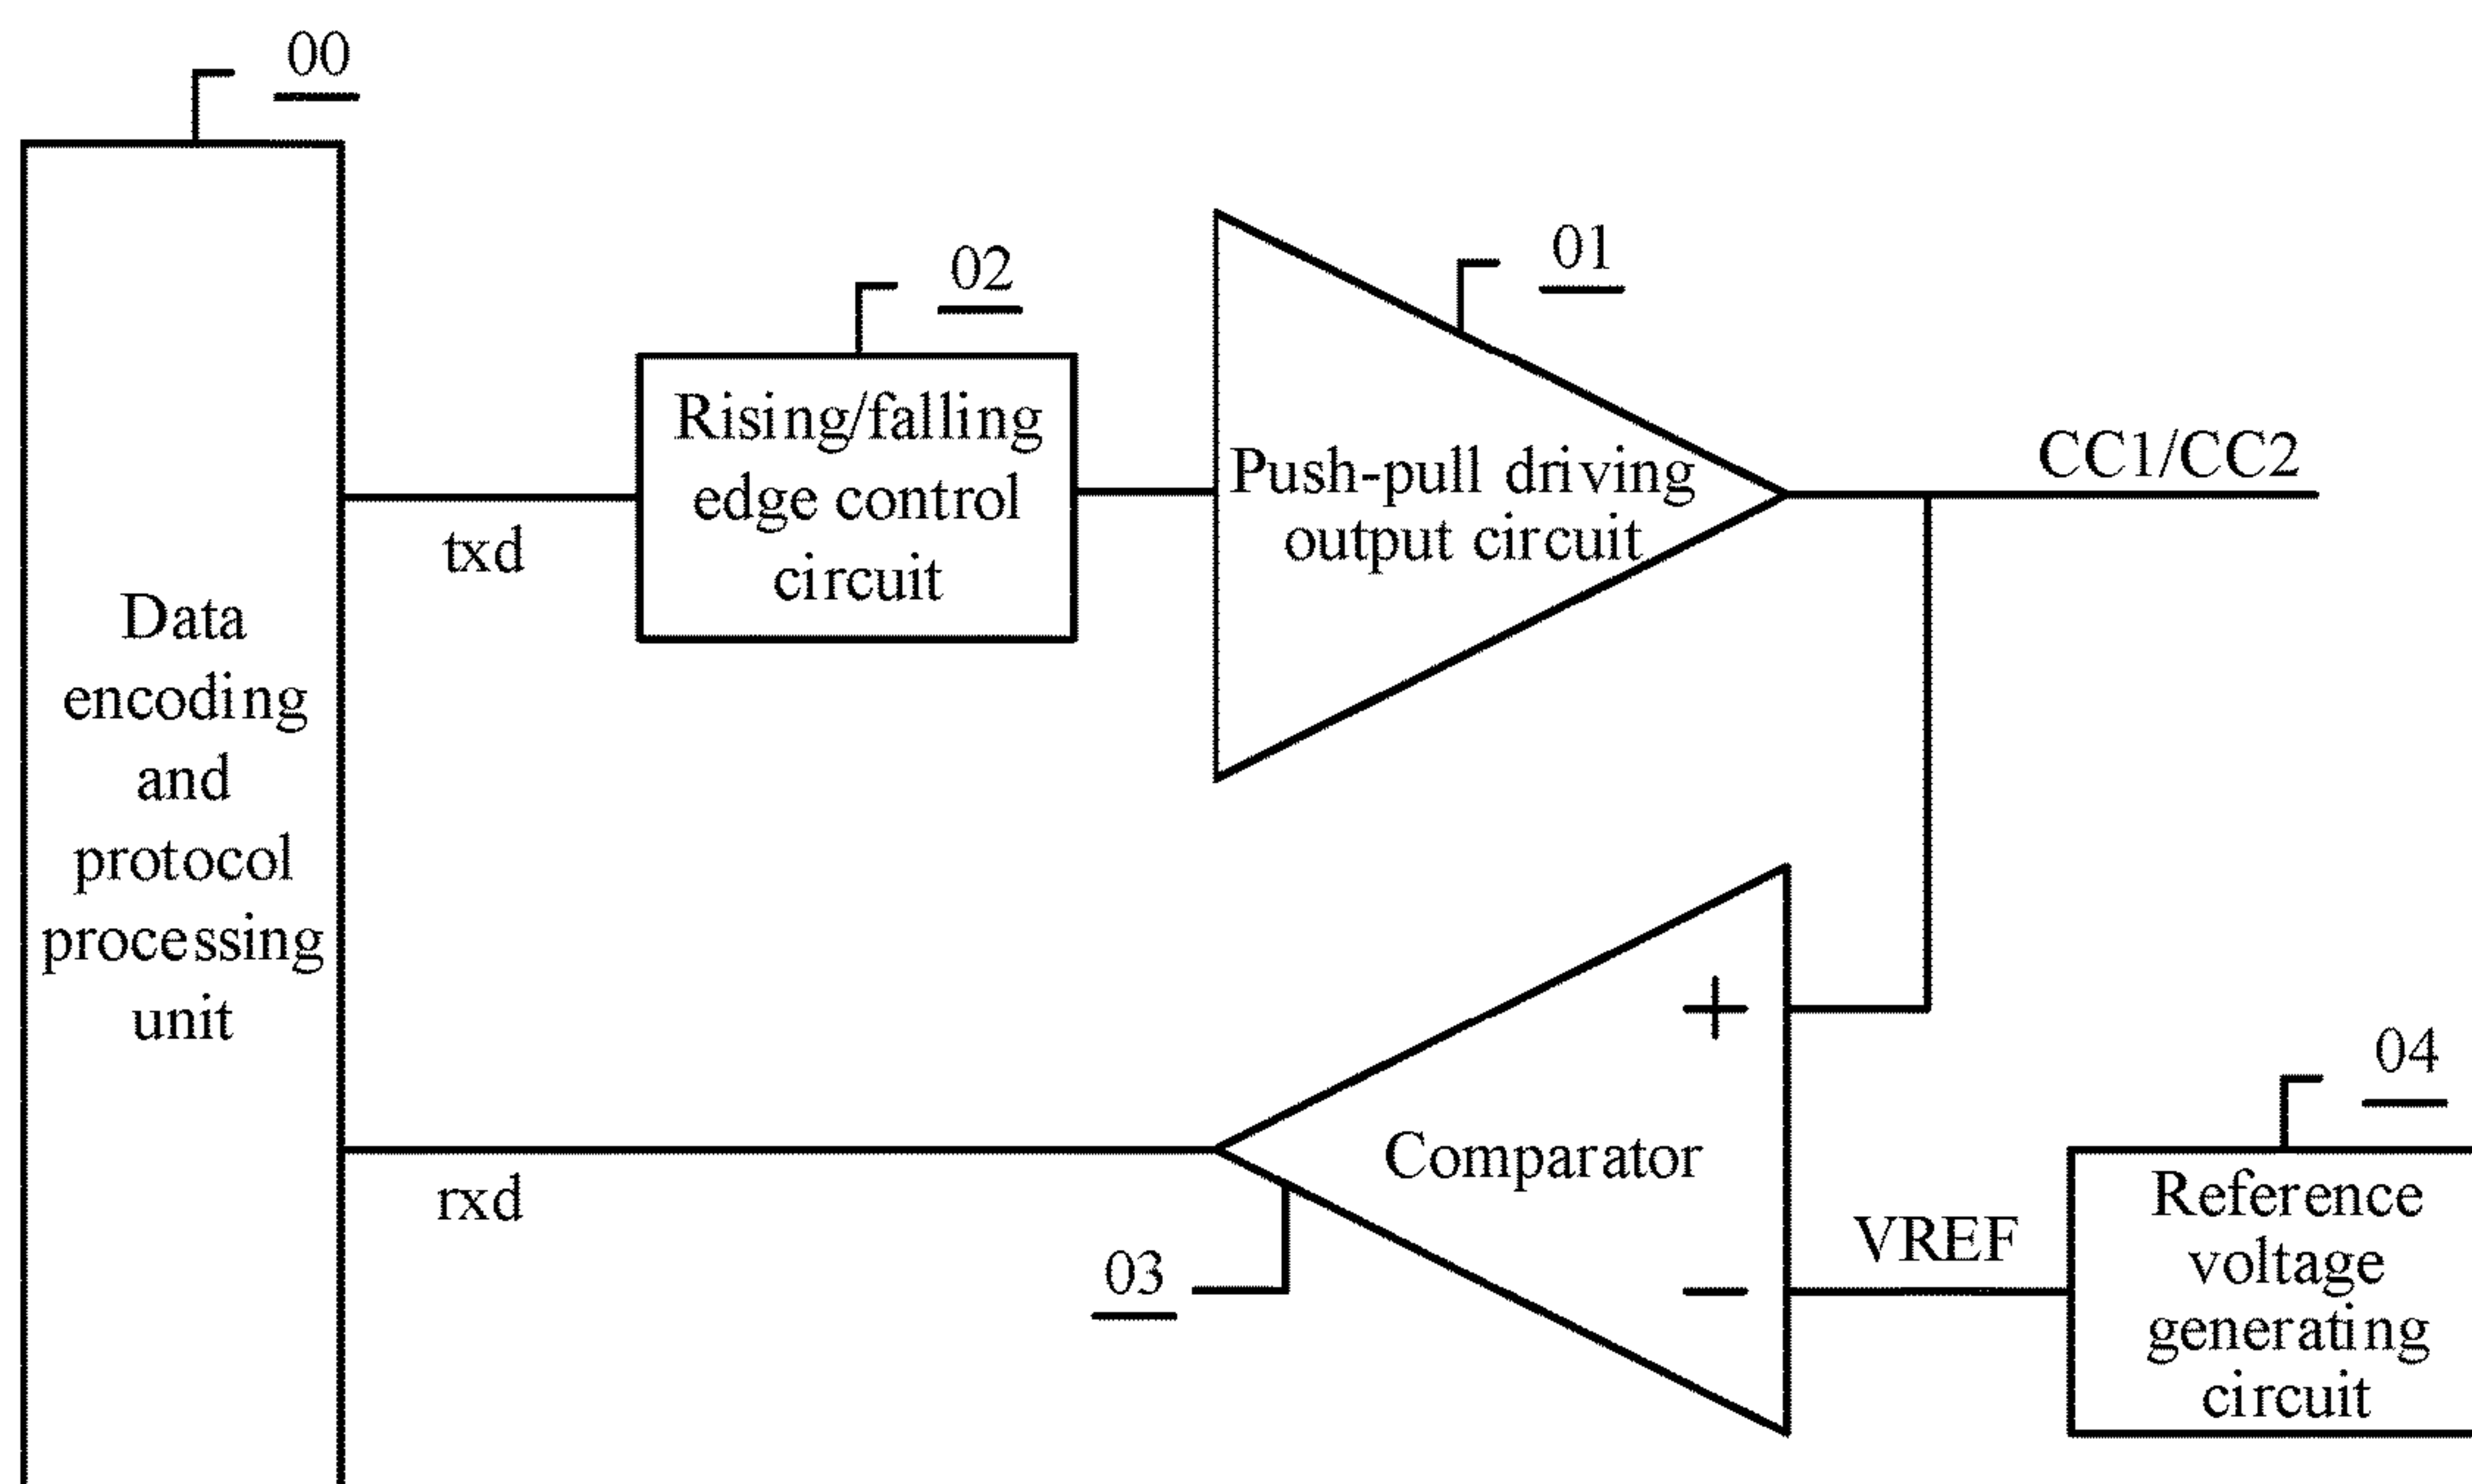 00
02
01
Rising/falling
edge control
circuit
Push-pull driving
output circuit
CC1/CC2
txd
Data
encoding
and
protocol
processing
unit
+
04
Comparator
rxd
VREF
Reference
voltage
generating
circuit
03
−